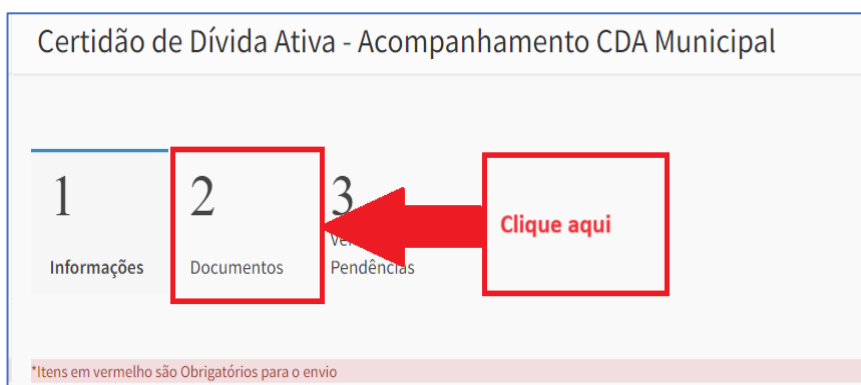 Certidão de Dívida Ativa - Acompanhamento CDA Municipal
1
Informações
2
Documentos
3
Pendências
Clique aqui
*Itens em vermelho são Obrigatórios para o envio